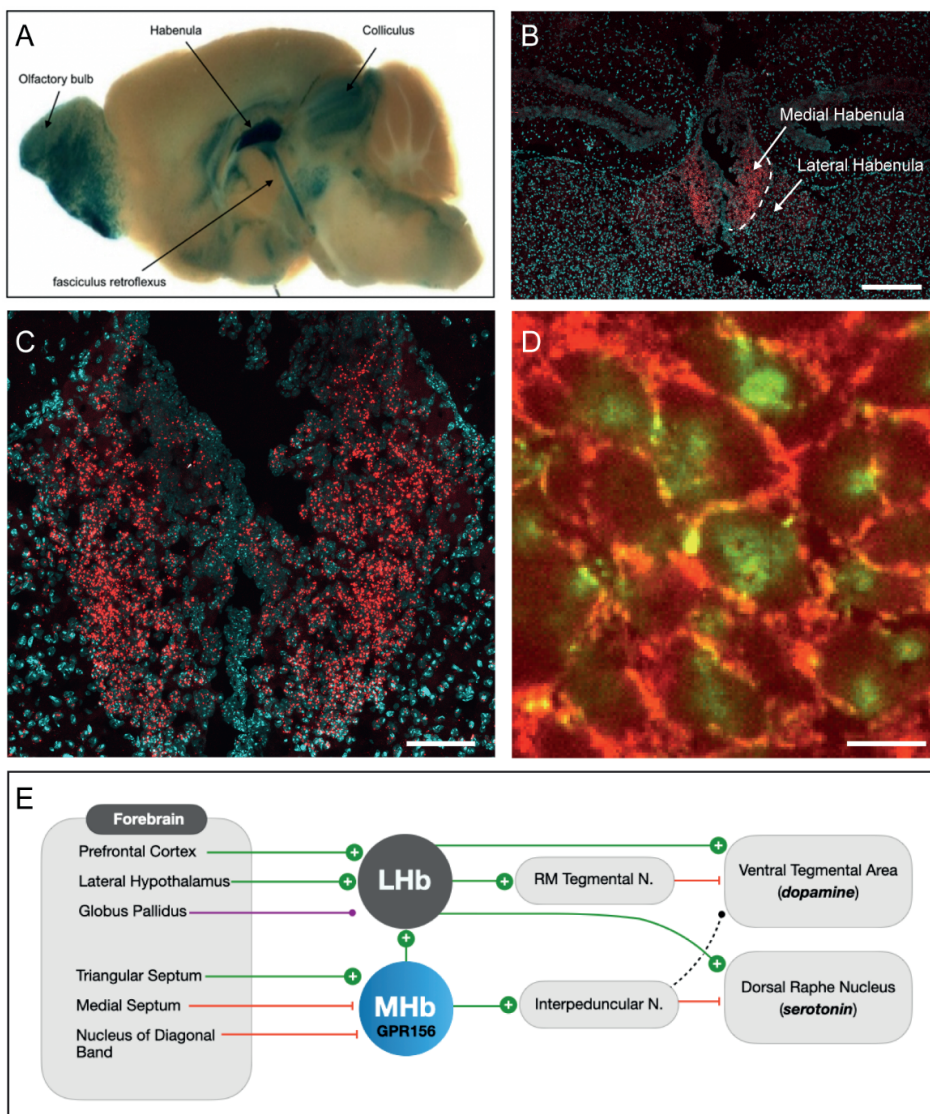 A
Habenula
Colliculus
Olfactory bulb
fasciculus retroflexus
B
Medial Habenula
Lateral Habenula
C
D
E
Forebrain
Prefrontal Cortex
Lateral Hypothalamus
Globus Pallidus
Triangular Septum
Medial Septum
Nucleus of Diagonal
Band
LHb
MHb
GPR156
RM Tegmental N.
Interpeduncular N.
Ventral Tegmental Area
(dopamine)
Dorsal Raphe Nucleus
(serotonin)